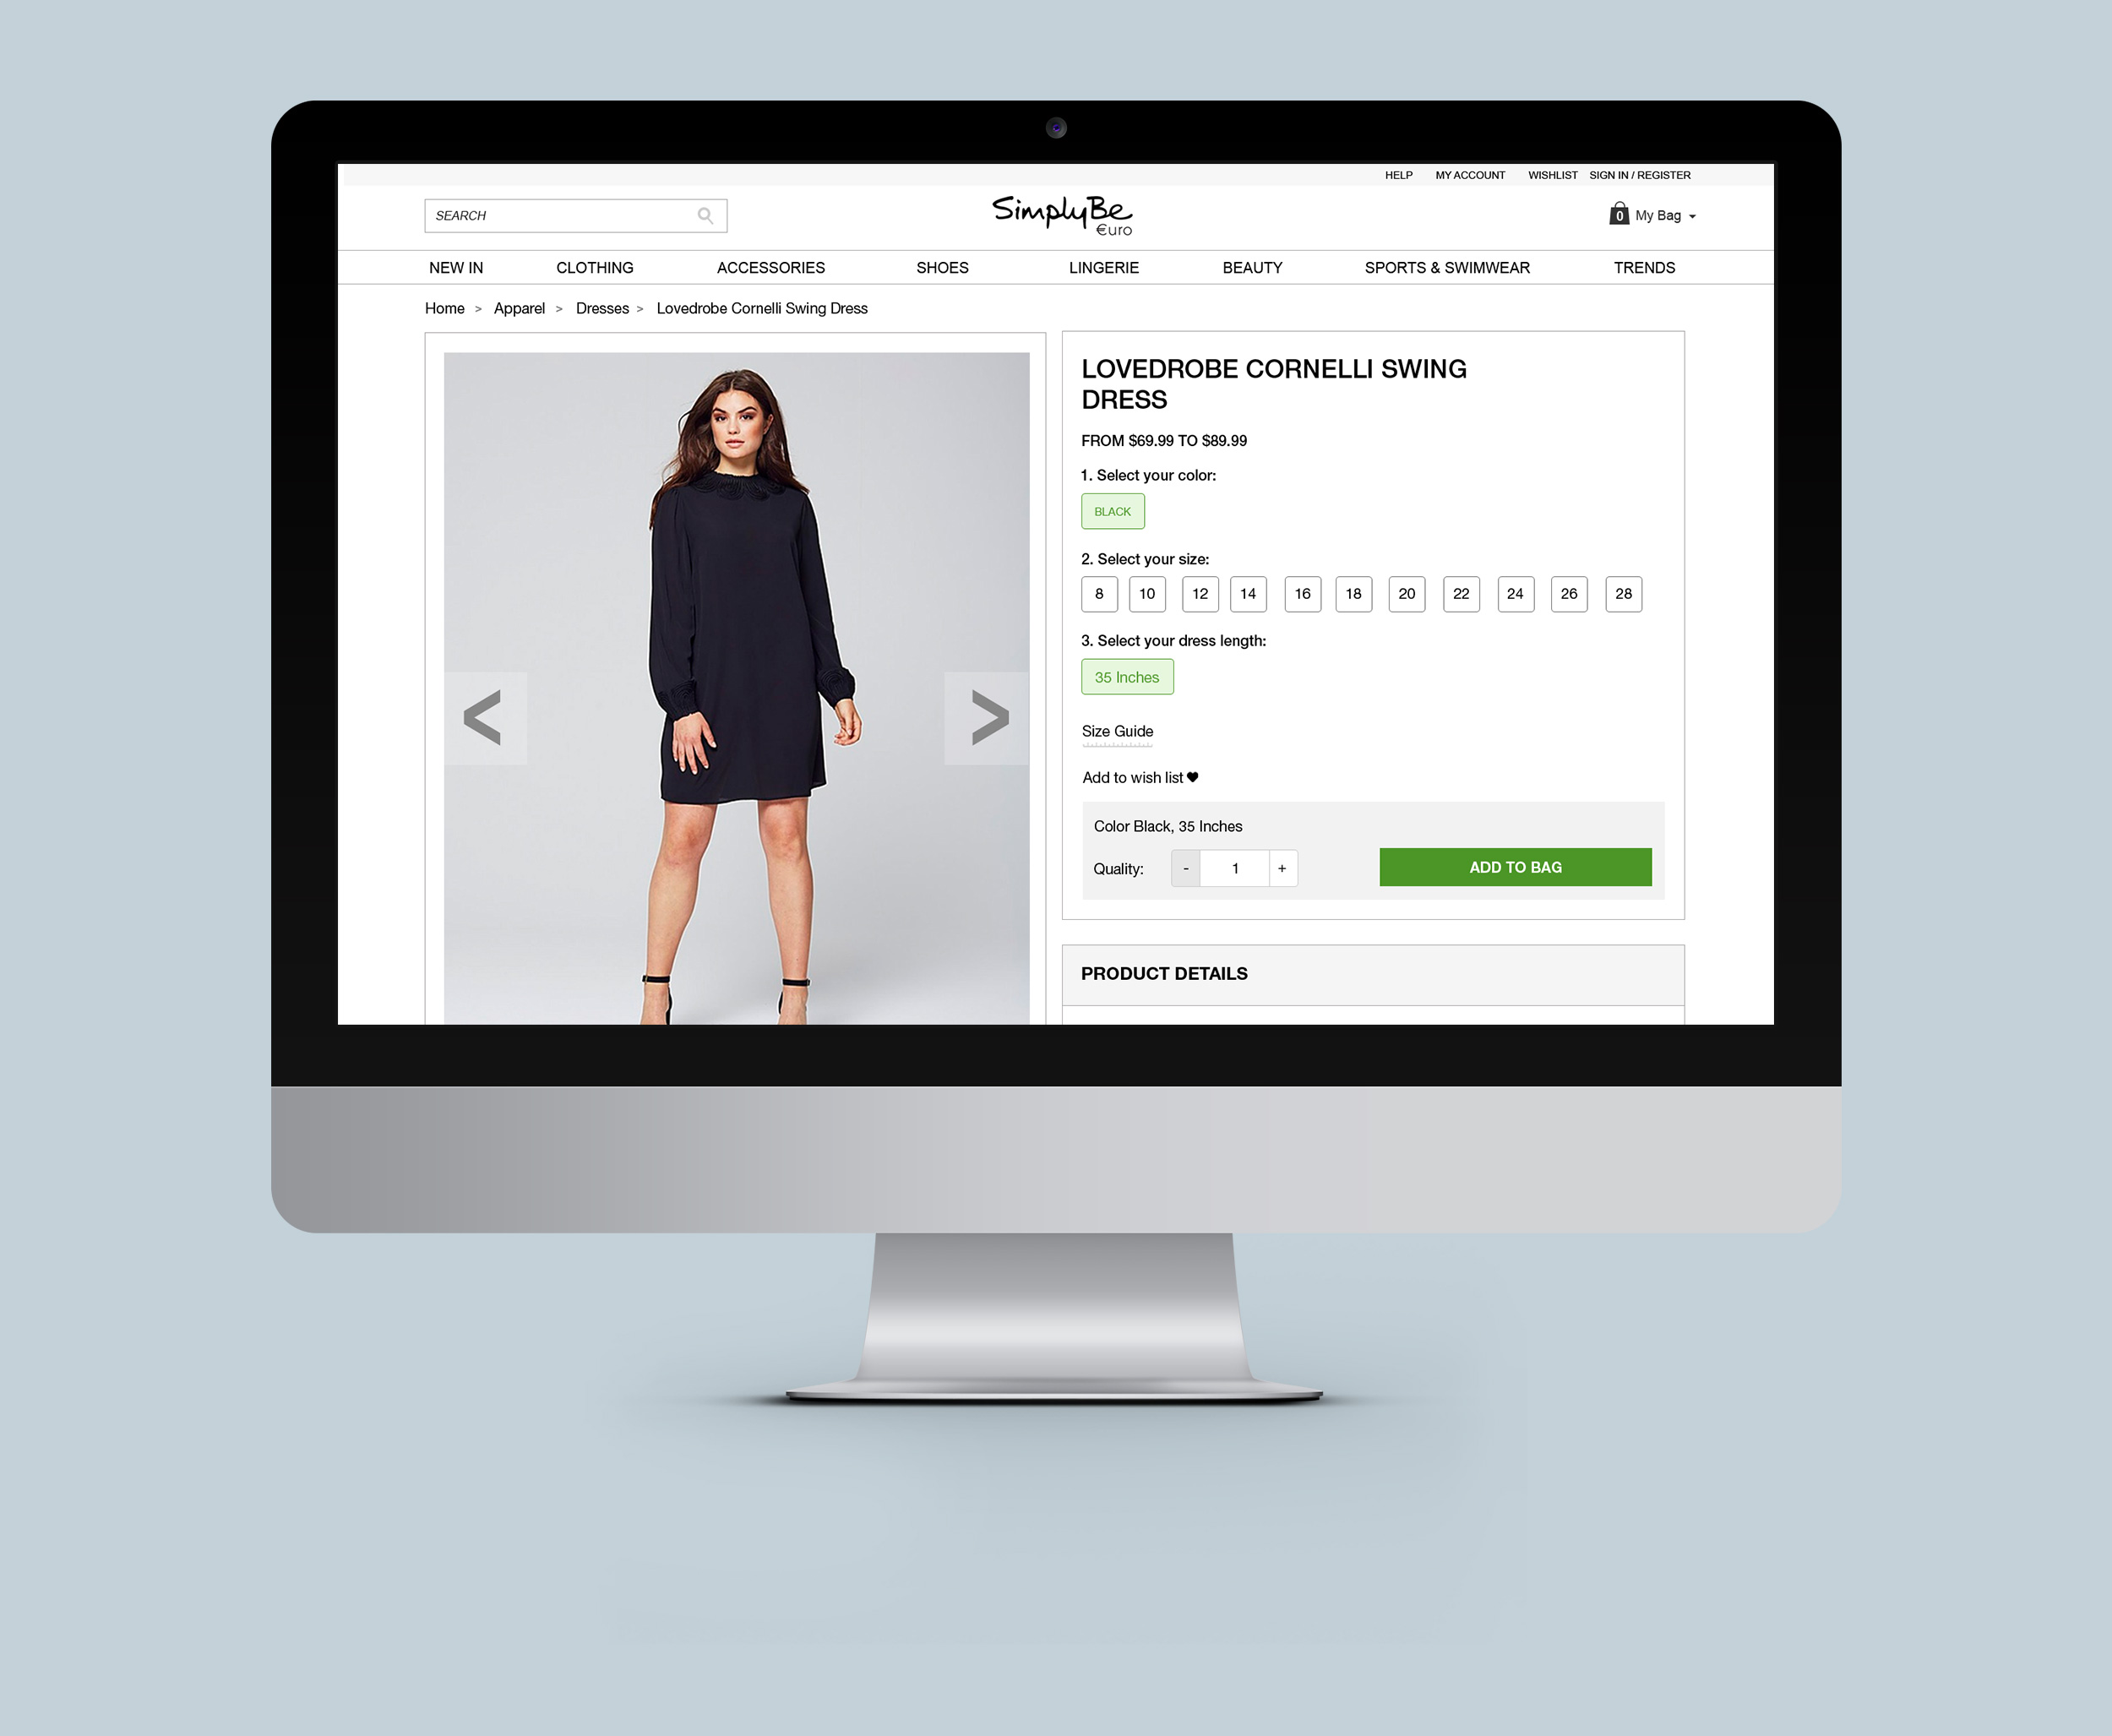 HELP MY ACCOUNT WISHLIST SIGN IN / REGISTER
SEARCH
SimplyBe
€uro
0 My Bag
NEW IN CLOTHING ACCESSORIES SHOES LINGERIE BEAUTY SPORTS & SWIMWEAR TRENDS
Home > Apparel > Dresses > Lovedrobe Cornelli Swing Dress
< >
LOVEDROBE CORNELLI SWING
DRESS
FROM $69.99 TO $89.99
1. Select your color:
BLACK
2. Select your size:
8 10 12 14 16 18 20 22 24 26 28
3. Select your dress length:
35 Inches
Size Guide
Add to wish list
Color Black, 35 Inches
Quality: - 1 + ADD TO BAG
PRODUCT DETAILS